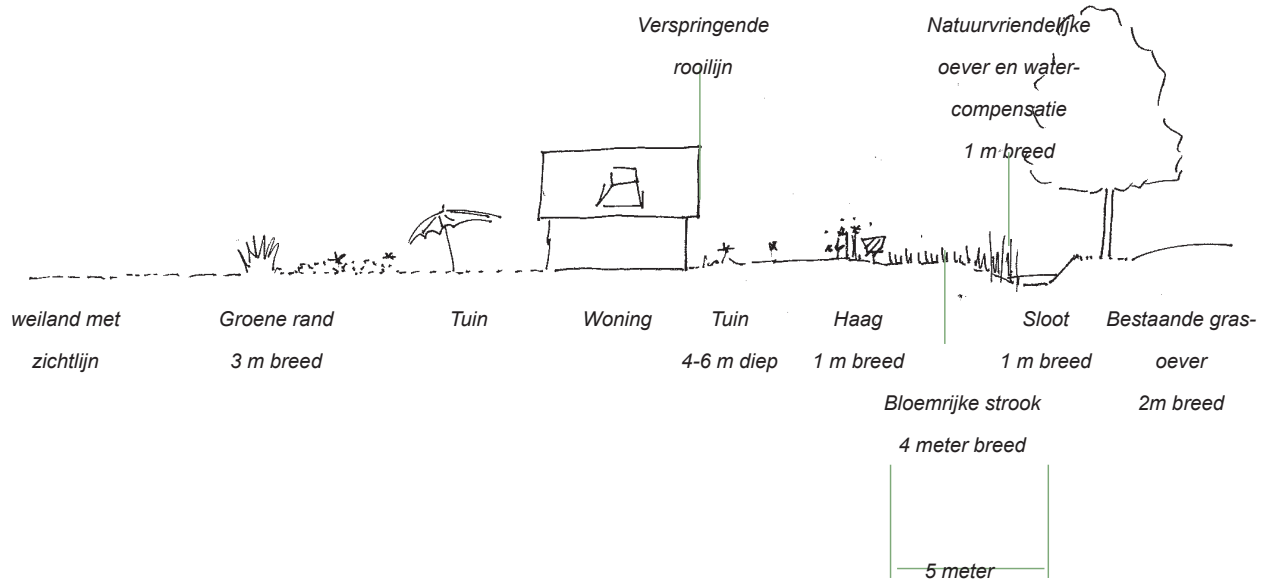 Verspringende
rooilijn
Natuurvriendelijke
oever en water-
compensatie
1 m breed
weiland met
zichtlijn
Groene rand
3 m breed
Tuin
Woning
Tuin
4-6 m diep
Haag
1 m breed
Sloot
1 m breed
Bestaande gras-
oever
2m breed
Bloemrijke strook
4 meter breed
5 meter